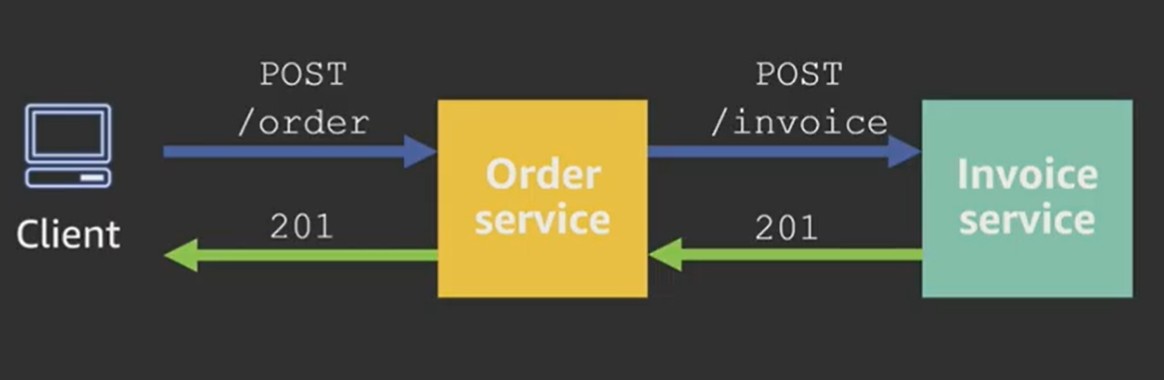 POST
/order
POST
/invoice
Order
service
Invoice
service
Client
201
201